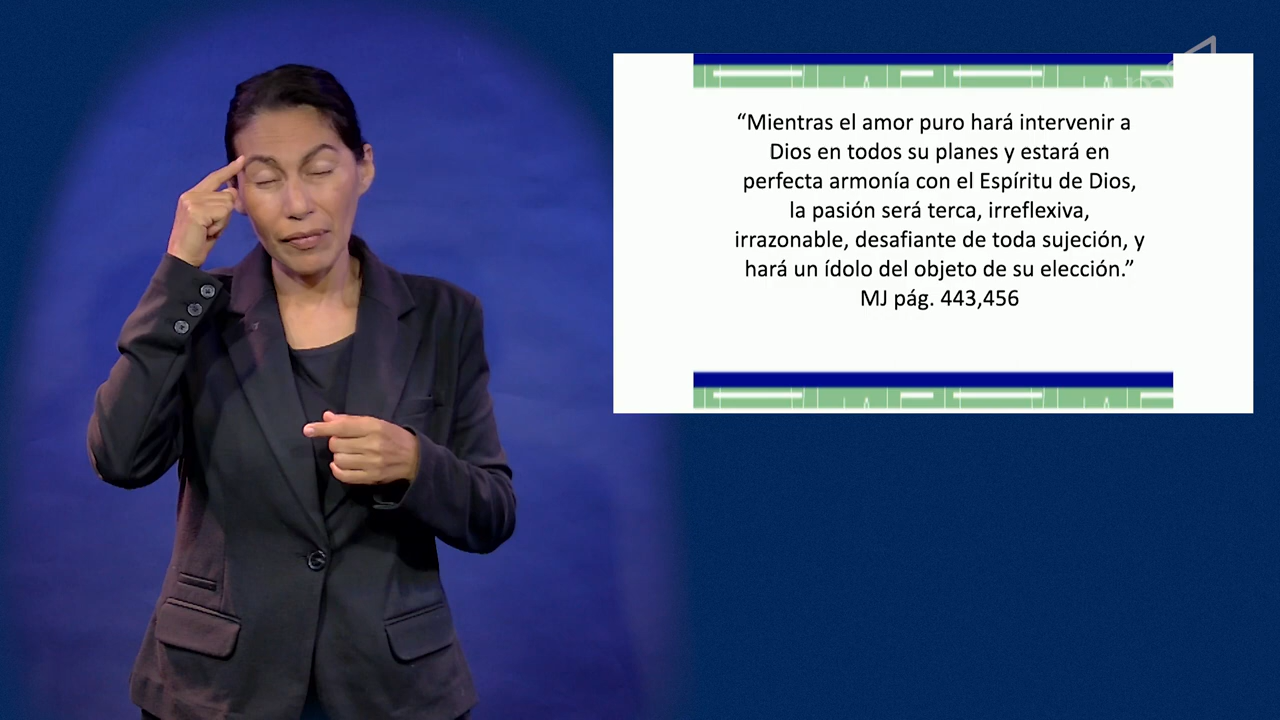 “Mientras el amor puro hará intervenir a
Dios en todos su planes y estará en
perfecta armonía con el Espíritu de Dios,
la pasión será terca, irreflexiva,
irrazonable, desafiante de toda sujeción, y
hará un ídolo del objeto de su elección.”
MJ pág. 443,456